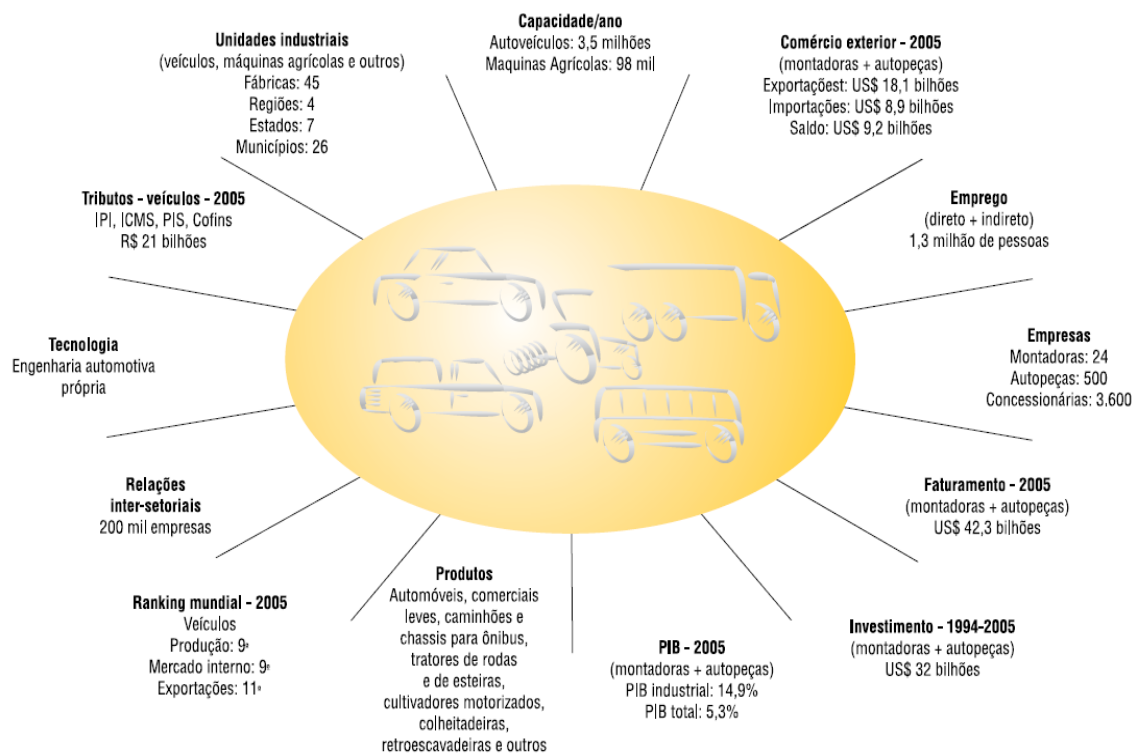 Capacidade/ano
Autoveículos: 3,5 milhões
Maquinas Agrícolas: 98 mil
Unidades industriais
(veículos, máquinas agrícolas e outros)
Fábricas: 45
Regiões: 4
Estados: 7
Municípios: 26
Comércio exterior - 2005
(montadoras + autopeças)
Exportaçõest: US$ 18,1 bilhões
Importações: US$ 8,9 bilhões
Saldo: US$ 9,2 bilhões
Tributos - veículos - 2005
IPI, ICMS, PIS, Cofins
R$ 21 bilhões
Emprego
(direto + indireto)
1,3 milhão de pessoas
Tecnologia
Engenharia automotiva
própria
Empresas
Montadoras: 24
Autopeças: 500
Concessionárias: 3.600
Relações
inter-setoriais
200 mil empresas
Faturamento - 2005
(montadoras + autopeças)
US$ 42,3 bilhões
Ranking mundial - 2005
Veículos
Produção: 9º
Mercado interno: 9º
Exportações: 11º
Produtos
Automóveis, comerciais
leves, caminhões e
chassis para ônibus,
tratores de rodas
e de esteiras,
cultivadores motorizados,
colheitadeiras,
retroescavadeiras e outros
PIB - 2005
(montadoras + autopeças)
PIB industrial: 14,9%
PIB total: 5,3%
Investimento - 1994-2005
(montadoras + autopeças)
US$ 32 bilhões